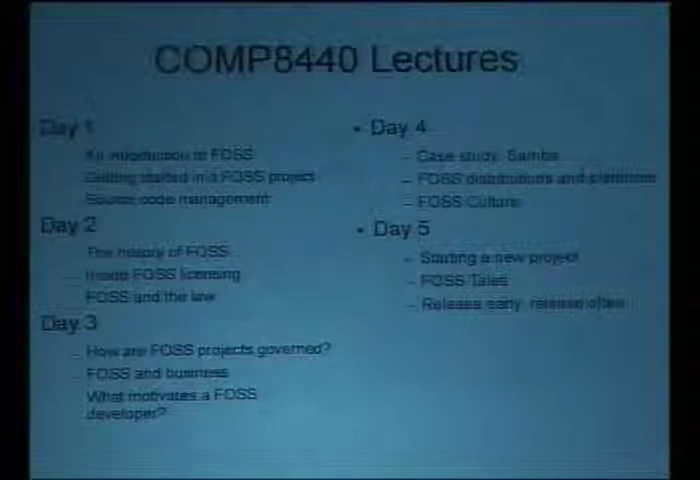 COMP8440 Lectures
Day 1
An introduction to FOSS
Getting started in a FOSS project
Source code management
Day 2
The history of FOSS
– Inside FOSS licensing
FOSS and the law
Day 3
– How are FOSS projects governed?
– FOSS and business
What motivates a FOSS
developer?
• Day 4
– Case study: Samba
– FOSS distributions and platforms
– FOSS Culture
• Day 5
– Starting a new project
– FOSS Tales
– Release early, release often